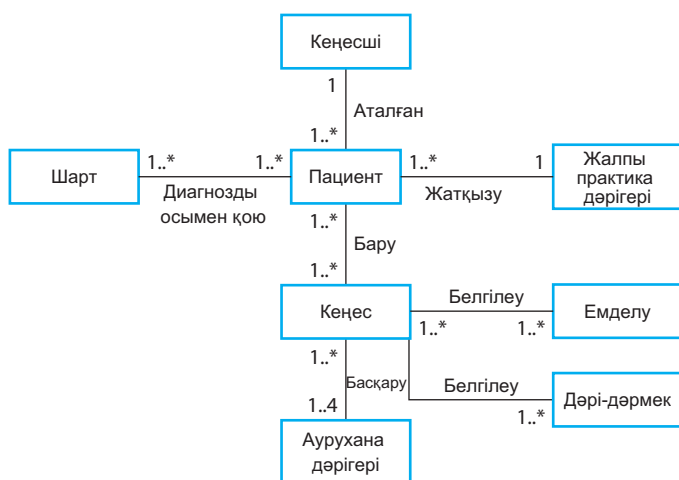 Кеңесші
1
Аталған
1..*
Шарт
1..*
1..*
Диагнозды
осымен қою
Пациент
1..*
1
Жатқызу
Жалпы
практика
дәрігері
1..*
Бару
1..*
Кеңес
Белгілеу
1..*
1..*
Емделу
1..*
Басқару
1..4
Белгілеу
1..*
Дәрі-дәрмек
Аурухана
дәрігері